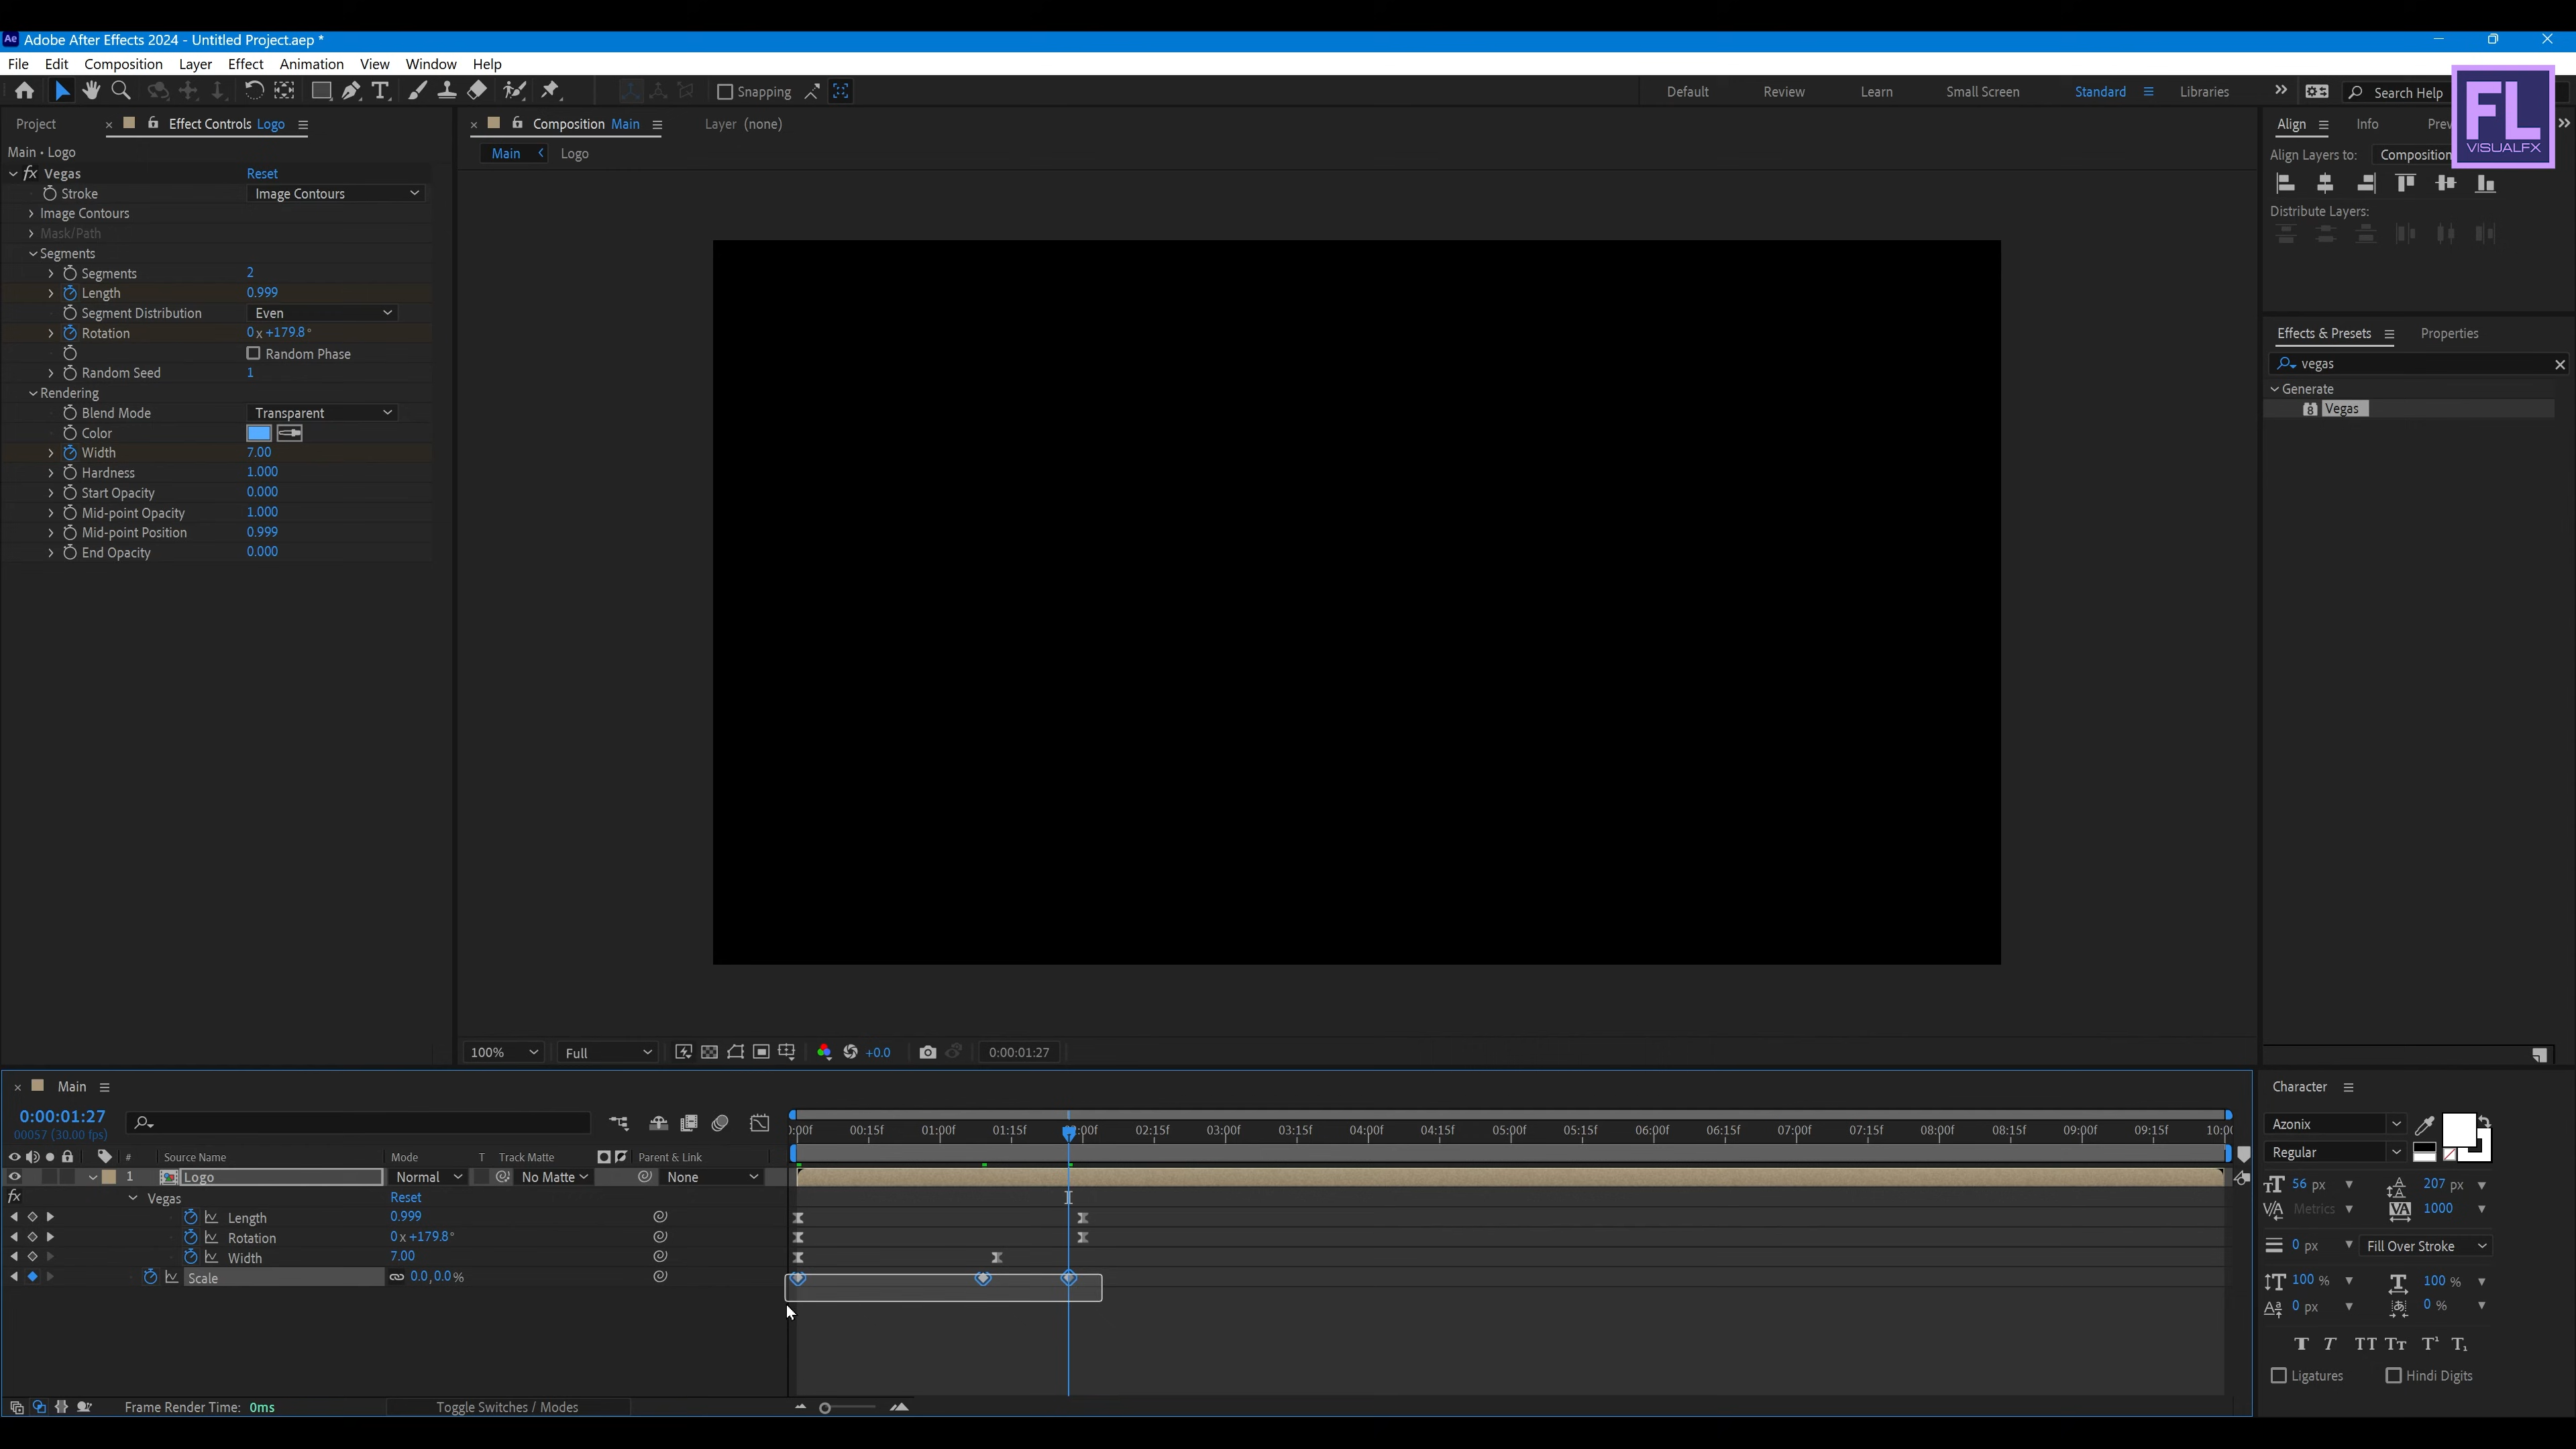 Ae Adobe After Effects 2024 - Untitled Project.aep *
File Edit Composition Layer Effect Animation View Window Help
Snapping Default Review Learn Small Screen Standard Libraries Search Help
FL
VISUALFX
Project Effect Controls Logo
Main • Logo
fx Vegas Reset
Stroke Image Contours
Image Contours
Mask/Path
Segments
Segments 2
Length 0.999
Segment Distribution Even
Rotation 0x+179.8°
Random Phase
Random Seed 1
Rendering
Blend Mode Transparent
Color
Width 7.00
Hardness 1.000
Start Opacity 0.000
Mid-point Opacity 1.000
Mid-point Position 0.999
End Opacity 0.000
Composition Main Layer (none)
Main Logo
100% Full +0.0 0:00:01:27
Align Info
Align Layers to: Composition
Distribute Layers:
Effects & Presets Properties
vegas
Generate
8 Vegas
Main
0:00:01:27
00057 (30.00 fps)
# Source Name Mode T Track Matte Parent & Link
1 Logo Normal No Matte None
fx Vegas Reset
Length 0.999
Rotation 0x+179.8°
Width 7.00
Scale 0.0,0.0%
00:15f 01:00f 01:15f 02:15f 03:00f 03:15f 04:00f 04:15f 05:00f 05:15f 06:00f 06:15f 07:00f 07:15f 08:00f 08:15f 09:00f 09:15f
Frame Render Time: 0ms Toggle Switches / Modes
Character
Azonix
Regular
56 px 207 px
Metrics 1000
0 px Fill Over Stroke
100 % 100 %
0 px 0 %
T T TT Tt T¹ T₁
Ligatures Hindi Digits